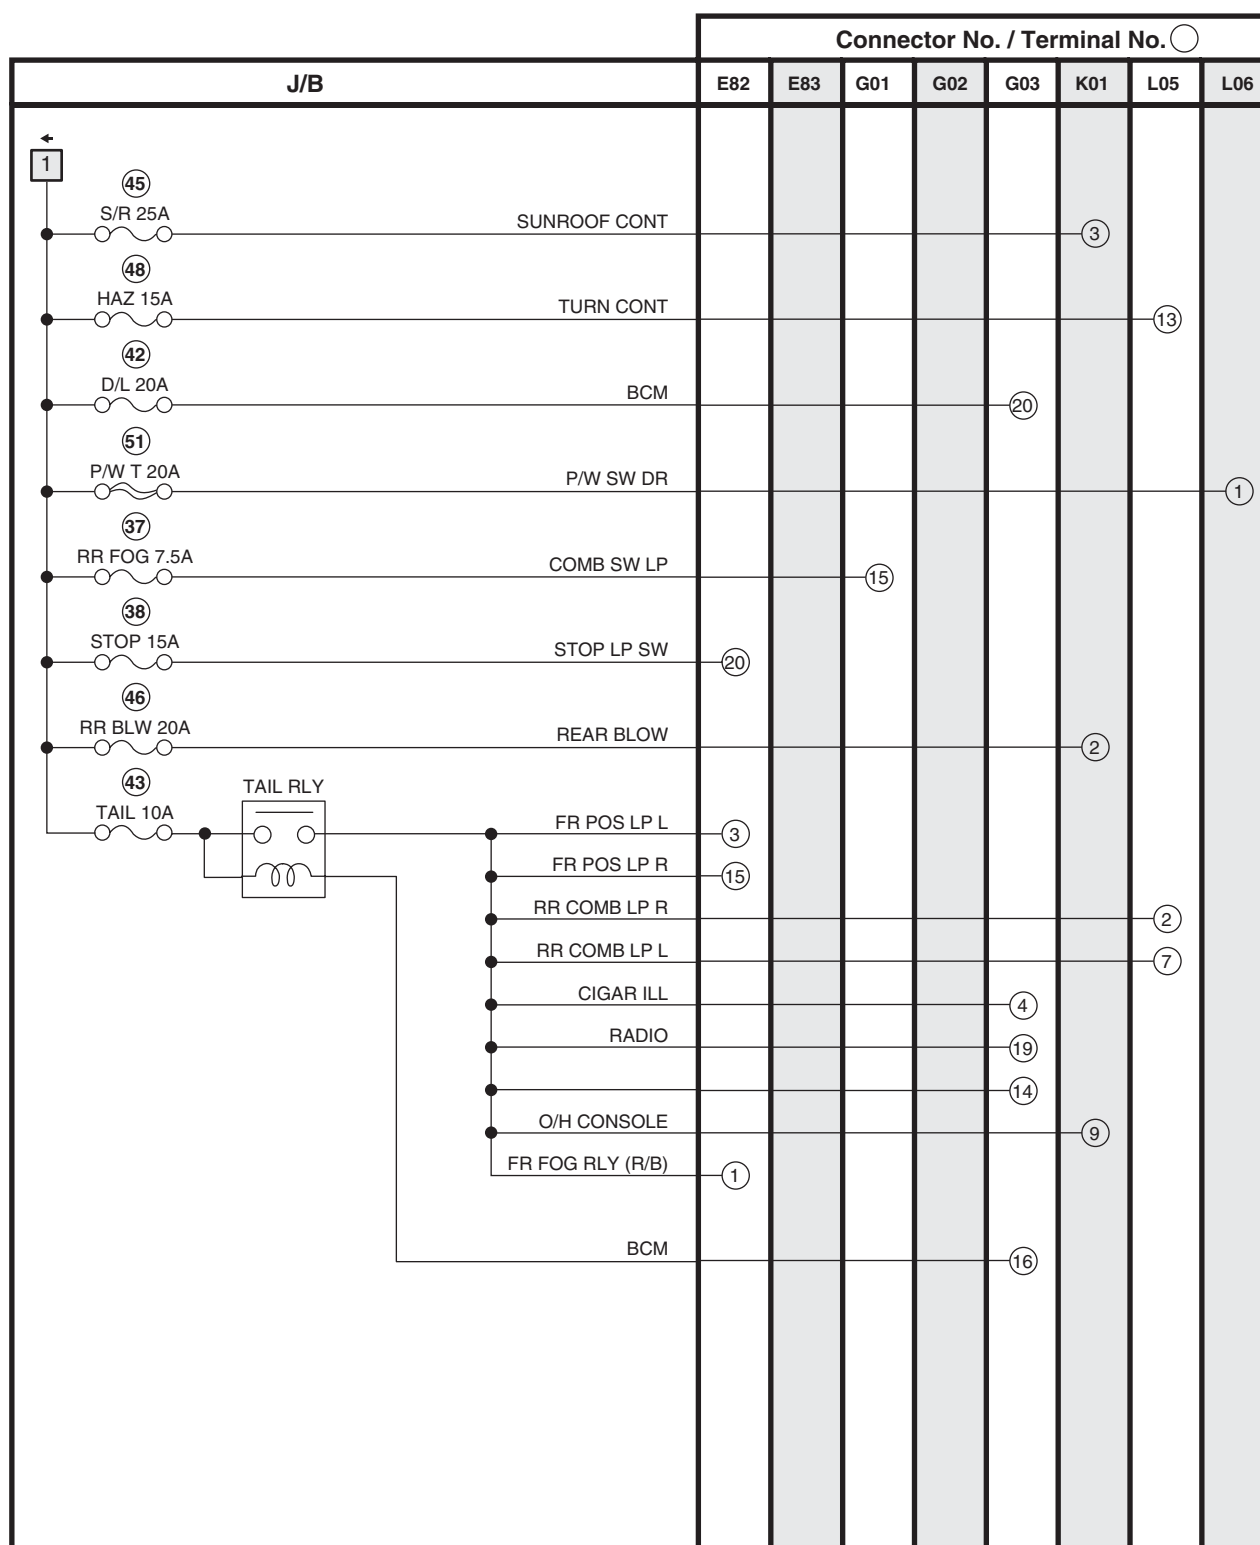 Connector No. / Terminal No.
J/B E82 E83 G01 G02 G03 K01 L05 L06
1
45
S/R 25A
SUNROOF CONT 3
48
HAZ 15A
TURN CONT 13
42
D/L 20A
BCM 20
51
P/W T 20A
P/W SW DR 1
37
RR FOG 7.5A
COMB SW LP 15
38
STOP 15A
STOP LP SW 20
46
RR BLW 20A
REAR BLOW 2
43
TAIL 10A
TAIL RLY
FR POS LP L 3
FR POS LP R 15
RR COMB LP R 2
RR COMB LP L 7
CIGAR ILL 4
RADIO 19
14
O/H CONSOLE 9
FR FOG RLY (R/B) 1
BCM 16